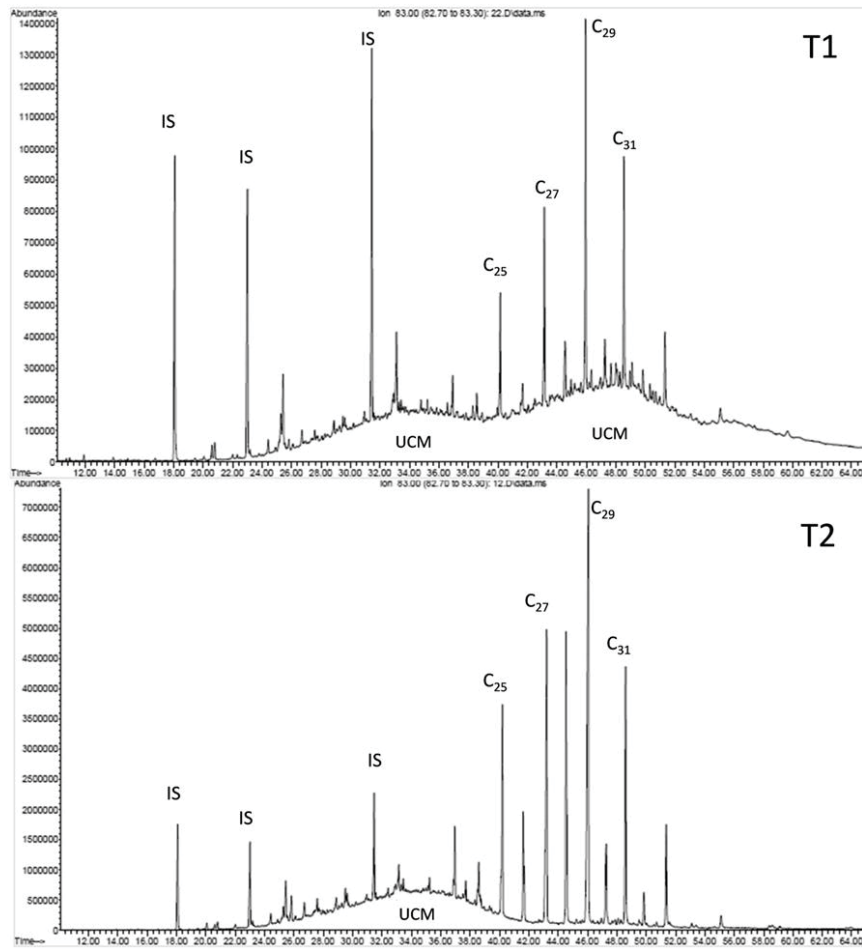 Ion 83.00 (82.70 to 83.30): 22.D\data.ms
Abundance
T1
1400000
1300000
1200000
1100000
1000000
900000
800000
700000
600000
500000
400000
300000
200000
100000
0
IS
IS
IS
C25
C27
C29
C31
UCM
UCM
Time-->
12.00 14.00 16.00 18.00 20.00 22.00 24.00 26.00 28.00 30.00 32.00 34.00 36.00 38.00 40.00 42.00 44.00 46.00 48.00 50.00 52.00 54.00 56.00 58.00 60.00 62.00 64.00
Abundance
Ion 83.00 (82.70 to 83.30): 12.D\data.ms
T2
7000000
6500000
6000000
5500000
5000000
4500000
4000000
3500000
3000000
2500000
2000000
1500000
1000000
500000
0
IS
IS
IS
C25
C27
C29
C31
UCM
Time-->
12.00 14.00 16.00 18.00 20.00 22.00 24.00 26.00 28.00 30.00 32.00 34.00 36.00 38.00 40.00 42.00 44.00 46.00 48.00 50.00 52.00 54.00 56.00 58.00 60.00 62.00 64.00